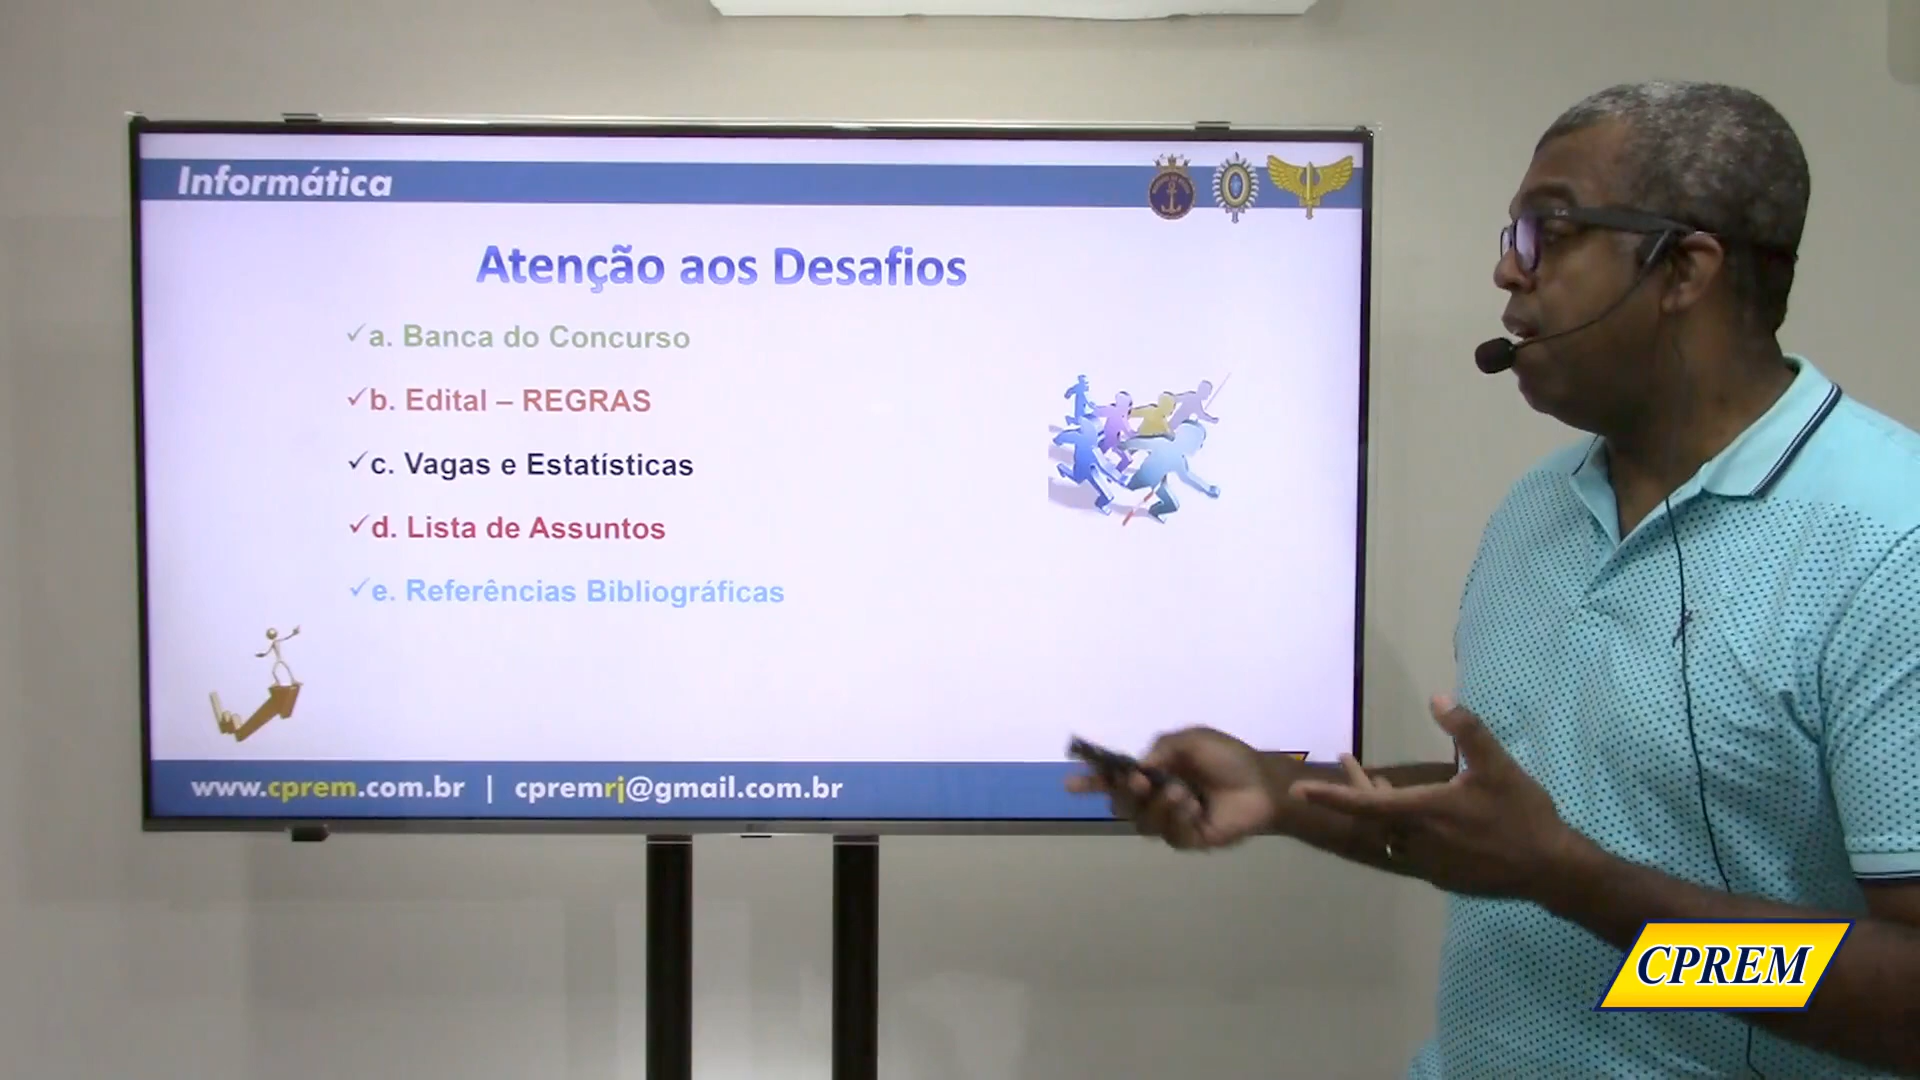 Informática
Atenção aos Desafios
✓a. Banca do Concurso
✓b. Edital – REGRAS
✓c. Vagas e Estatísticas
✓d. Lista de Assuntos
✓e. Referências Bibliográficas
www.cprem.com.br | cpremrj@gmail.com.br
CPREM